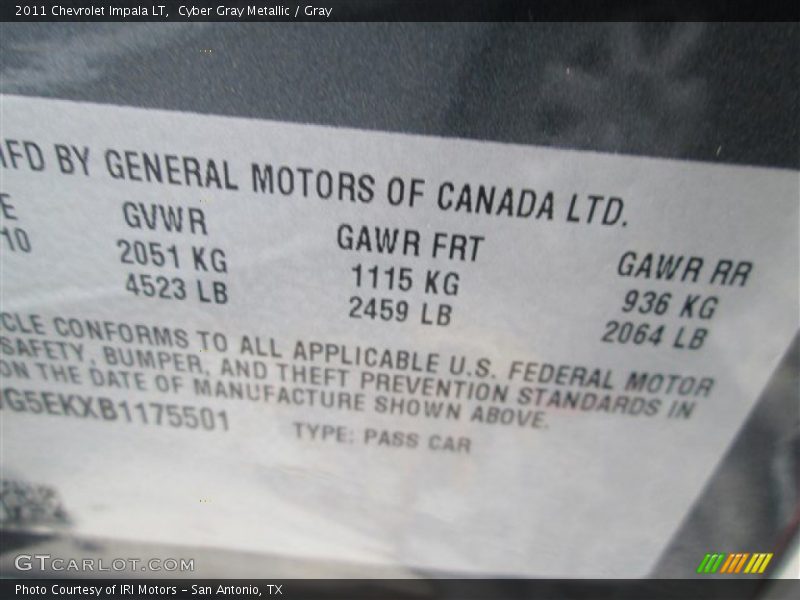 2011 Chevrolet Impala LT, Cyber Gray Metallic / Gray
MFD BY GENERAL MOTORS OF CANADA LTD.
E GVWR GAWR FRT GAWR RR
10 2051 KG 1115 KG 936 KG
4523 LB 2459 LB 2064 LB
CLE CONFORMS TO ALL APPLICABLE U.S. FEDERAL MOTOR
SAFETY, BUMPER, AND THEFT PREVENTION STANDARDS IN
ON THE DATE OF MANUFACTURE SHOWN ABOVE.
G5EKXB1175501 TYPE: PASS CAR
GTCARLOT.COM
Photo Courtesy of IRI Motors - San Antonio, TX